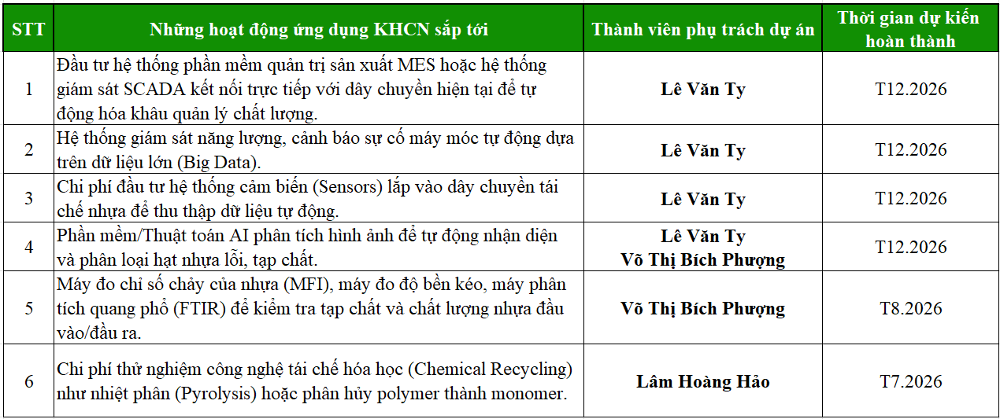 STT
Những hoạt động ứng dụng KHCN sắp tới
Thành viên phụ trách dự án
Thời gian dự kiến
hoàn thành
1
Đầu tư hệ thống phần mềm quản trị sản xuất MES hoặc hệ thống
giám sát SCADA kết nối trực tiếp với dây chuyền hiện tại để tự
động hóa khâu quản lý chất lượng.
Lê Văn Ty
T12.2026
2
Hệ thống giám sát năng lượng, cảnh báo sự cố máy móc tự động dựa
trên dữ liệu lớn (Big Data).
Lê Văn Ty
T12.2026
3
Chi phí đầu tư hệ thống cảm biến (Sensors) lắp vào dây chuyền tái
chế nhựa để thu thập dữ liệu tự động.
Lê Văn Ty
T12.2026
4
Phần mềm/Thuật toán AI phân tích hình ảnh để tự động nhận diện
và phân loại hạt nhựa lỗi, tạp chất.
Lê Văn Ty
Võ Thị Bích Phượng
T12.2026
5
Máy đo chỉ số chảy của nhựa (MFI), máy đo độ bền kéo, máy phân
tích quang phổ (FTIR) để kiểm tra tạp chất và chất lượng nhựa đầu
vào/đầu ra.
Võ Thị Bích Phượng
T8.2026
6
Chi phí thử nghiệm công nghệ tái chế hóa học (Chemical Recycling)
như nhiệt phân (Pyrolysis) hoặc phân hủy polymer thành monomer.
Lâm Hoàng Hảo
T7.2026